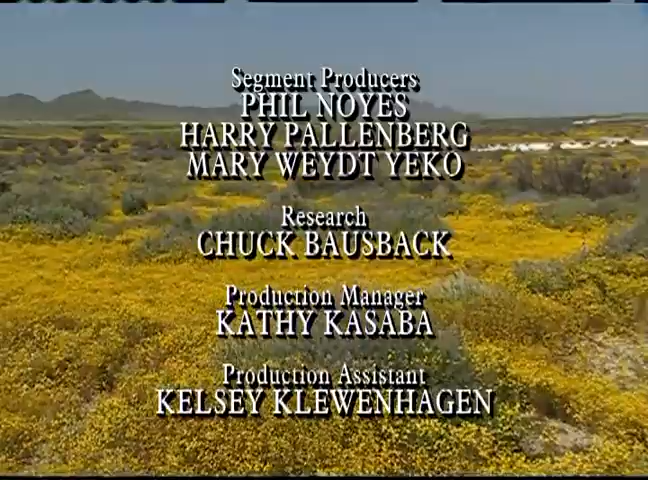 Segment Producers
PHIL NOYES
HARRY PALLENBERG
MARY WEYDT YEKO
Research
CHUCK BAUSBACK
Production Manager
KATHY KASABA
Production Assistant
KELSEY KLEWENHAGEN